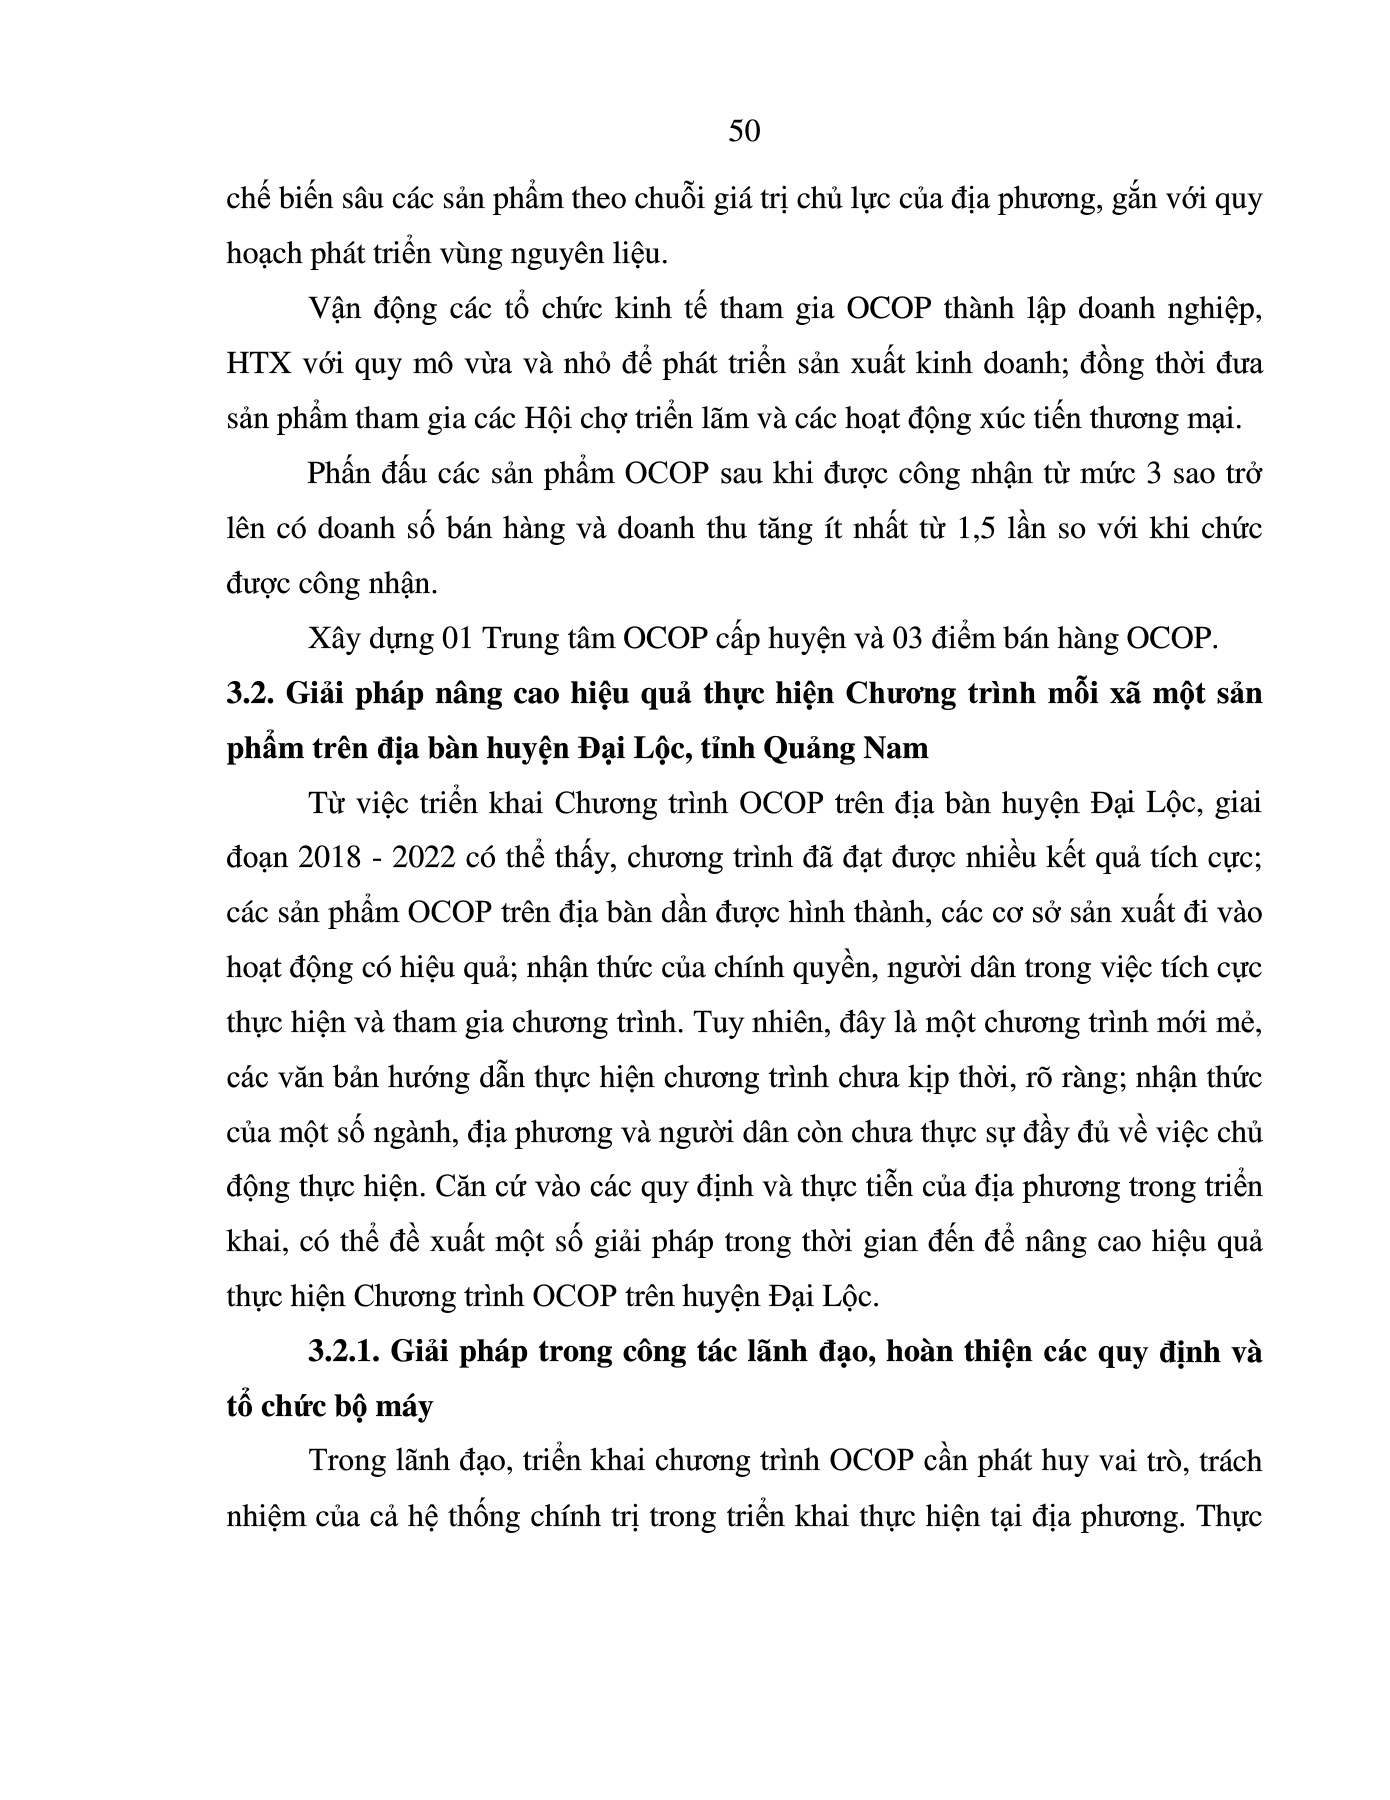 50
chế biến sâu các sản phẩm theo chuỗi giá trị chủ lực của địa phương, gắn với quy
hoạch phát triển vùng nguyên liệu.
Vận động các tổ chức kinh tế tham gia OCOP thành lập doanh nghiệp,
HTX với quy mô vừa và nhỏ để phát triển sản xuất kinh doanh; đồng thời đưa
sản phẩm tham gia các Hội chợ triển lãm và các hoạt động xúc tiến thương mại.
Phấn đấu các sản phẩm OCOP sau khi được công nhận từ mức 3 sao trở
lên có doanh số bán hàng và doanh thu tăng ít nhất từ 1,5 lần so với khi chức
được công nhận.
Xây dựng 01 Trung tâm OCOP cấp huyện và 03 điểm bán hàng OCOP.
3.2. Giải pháp nâng cao hiệu quả thực hiện Chương trình mỗi xã một sản
phẩm trên địa bàn huyện Đại Lộc, tỉnh Quảng Nam
Từ việc triển khai Chương trình OCOP trên địa bàn huyện Đại Lộc, giai
đoạn 2018 - 2022 có thể thấy, chương trình đã đạt được nhiều kết quả tích cực;
các sản phẩm OCOP trên địa bàn dần được hình thành, các cơ sở sản xuất đi vào
hoạt động có hiệu quả; nhận thức của chính quyền, người dân trong việc tích cực
thực hiện và tham gia chương trình. Tuy nhiên, đây là một chương trình mới mẻ,
các văn bản hướng dẫn thực hiện chương trình chưa kịp thời, rõ ràng; nhận thức
của một số ngành, địa phương và người dân còn chưa thực sự đầy đủ về việc chủ
động thực hiện. Căn cứ vào các quy định và thực tiễn của địa phương trong triển
khai, có thể đề xuất một số giải pháp trong thời gian đến để nâng cao hiệu quả
thực hiện Chương trình OCOP trên huyện Đại Lộc.
3.2.1. Giải pháp trong công tác lãnh đạo, hoàn thiện các quy định và
tổ chức bộ máy
Trong lãnh đạo, triển khai chương trình OCOP cần phát huy vai trò, trách
nhiệm của cả hệ thống chính trị trong triển khai thực hiện tại địa phương. Thực